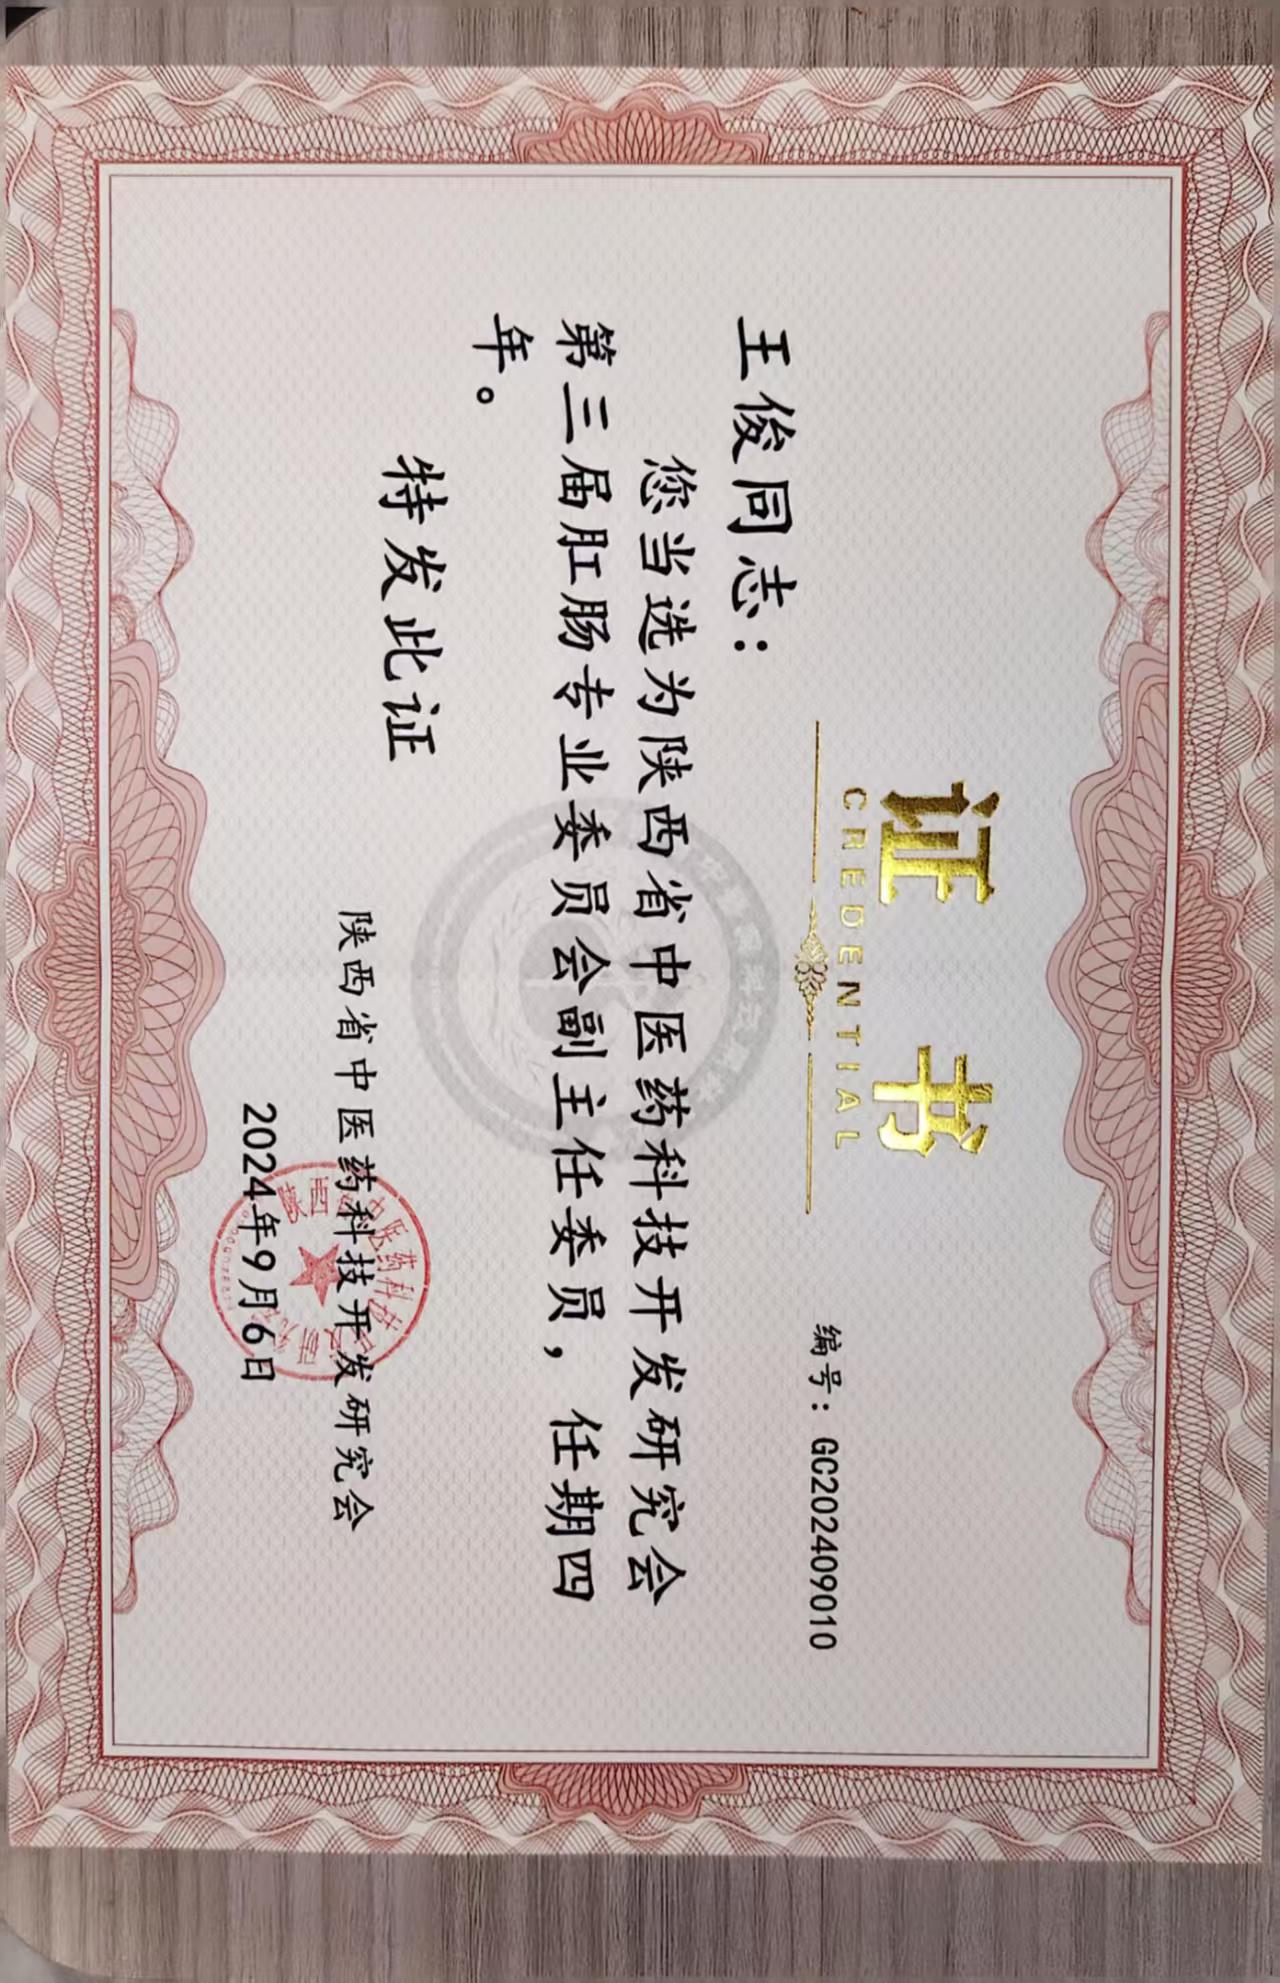 证书
CREDENTIAL
编号：GC202409010
王俊同志：
您当选为陕西省中医药科技开发研究会
第三届肛肠专业委员会副主任委员，任期四
年。
特发此证
陕西省中医药科技开发研究会
2024年9月6日